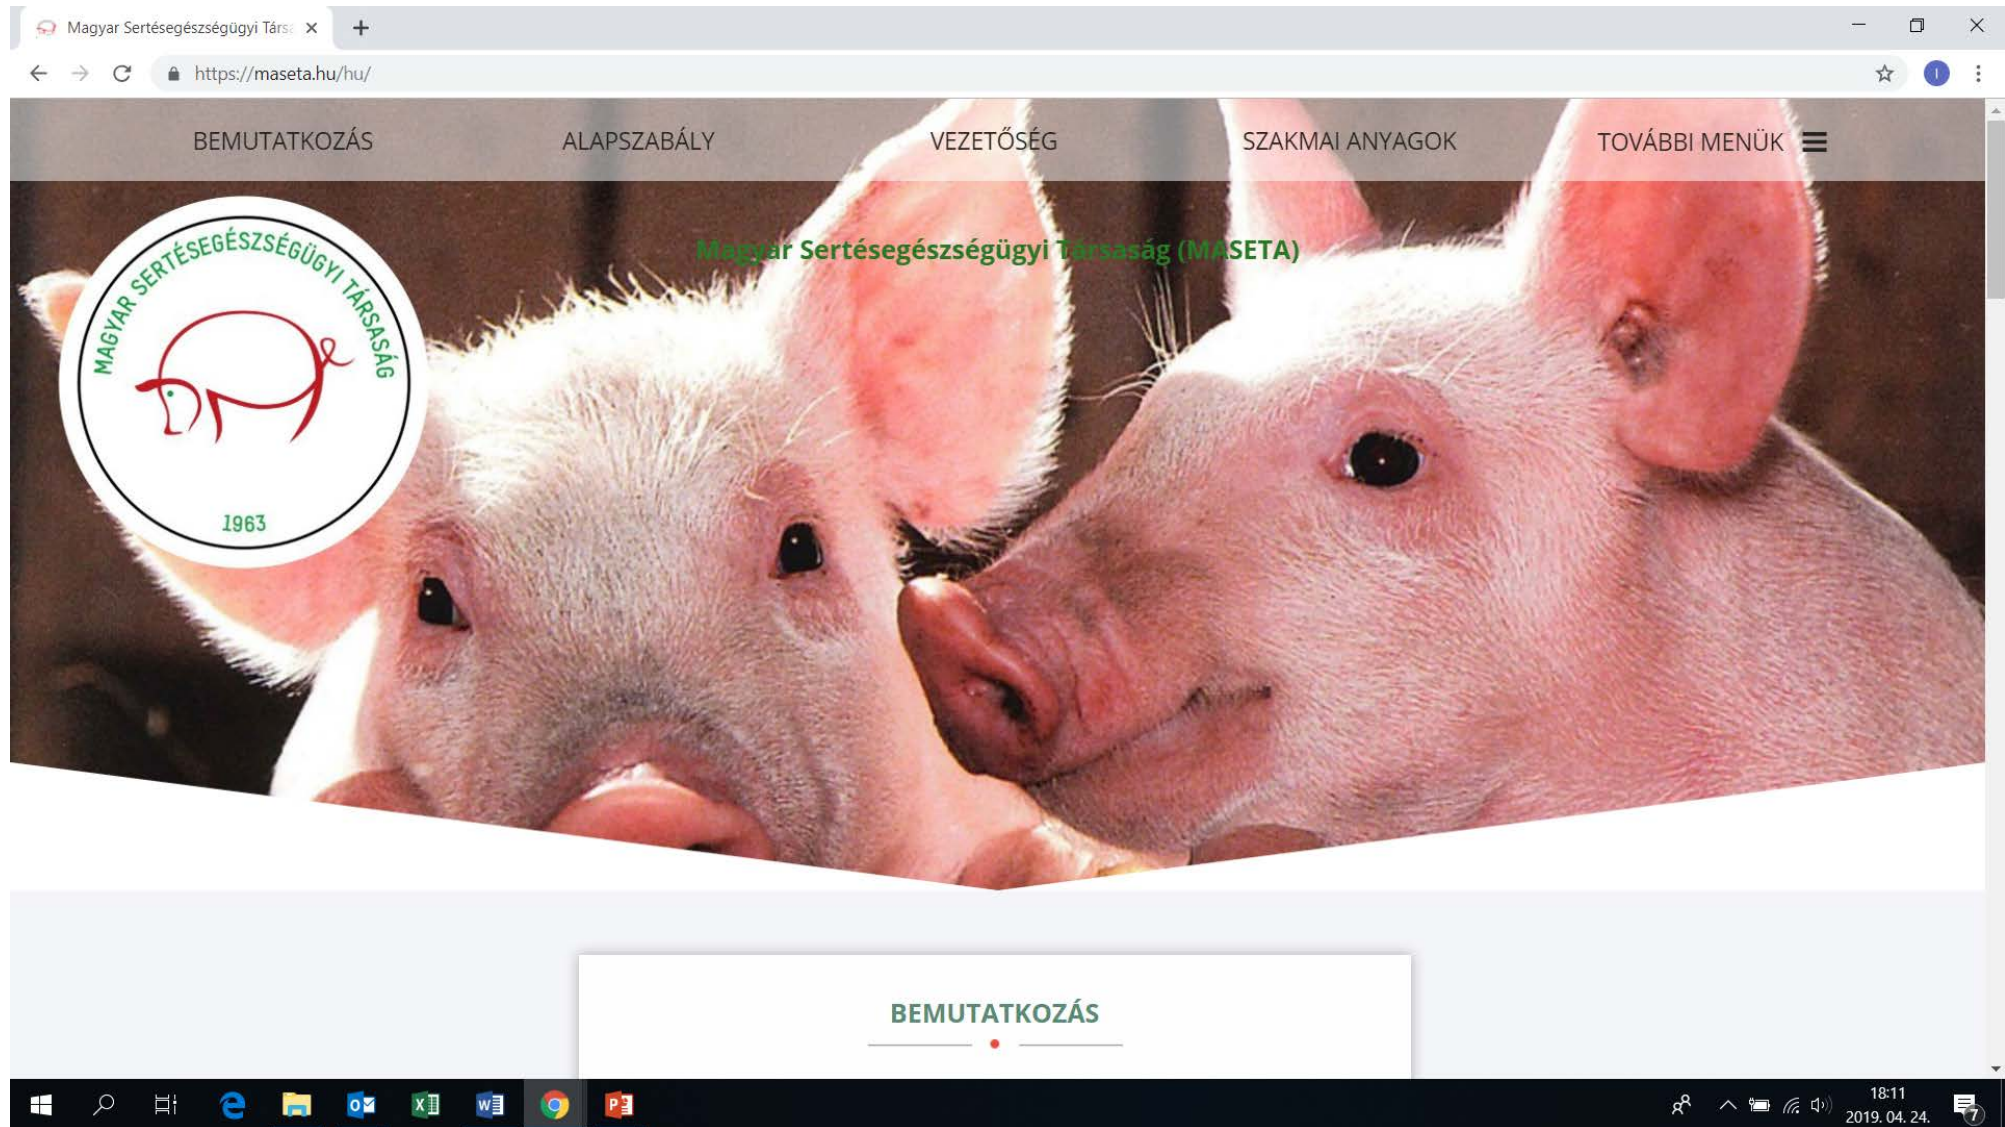 Magyar Sertésegészségügyi Társa
https://maseta.hu/hu/
BEMUTATKOZÁS
ALAPSZABÁLY
VEZETŐSÉG
SZAKMAI ANYAGOK
TOVÁBBI MENÜK
MAGYAR SERTÉSEGÉSZSÉGÜGYI TÁRSASÁG
1963
Magyar Sertésegészségügyi Társaság (MASETA)
BEMUTATKOZÁS
18:11
2019. 04. 24.
7